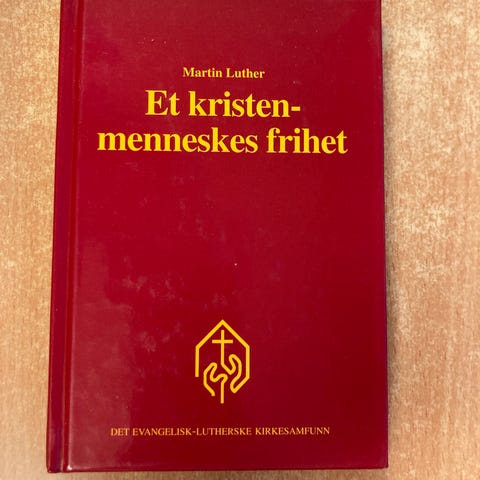 Martin Luther
Et kristen-
menneskes frihet
DET EVANGELISK-LUTHERSKE KIRKESAMFUNN